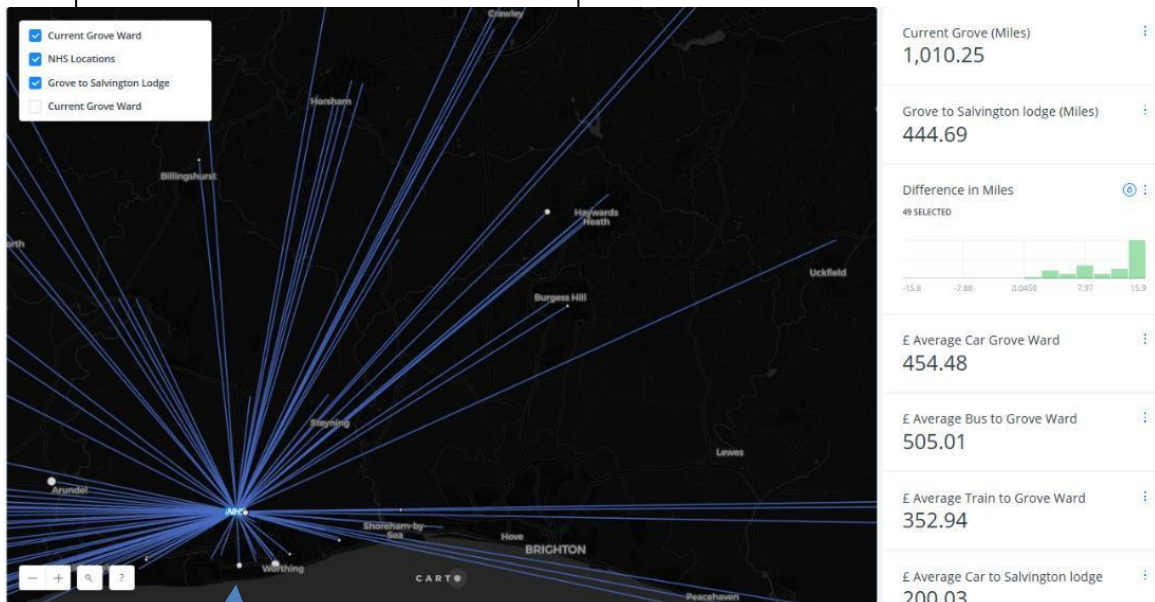 Current Grove Ward
NHS Locations
Grove to Salvington Lodge
Current Grove Ward
Crawley
Horsham
Billingshurst
Haywards
Heath
Uckfield
Burgess Hill
Steyning
Lewes
Arundel
NHS
Shoreham-by-
Sea
Hove
BRIGHTON
Worthing
CARTO
Peacehaven
− + ?
Current Grove (Miles)
1,010.25
Grove to Salvington lodge (Miles)
444.69
Difference in Miles
49 SELECTED
-15.8 -7.88 0.0450 7.97 15.9
£ Average Car Grove Ward
454.48
£ Average Bus to Grove Ward
505.01
£ Average Train to Grove Ward
352.94
£ Average Car to Salvington lodge
200.03